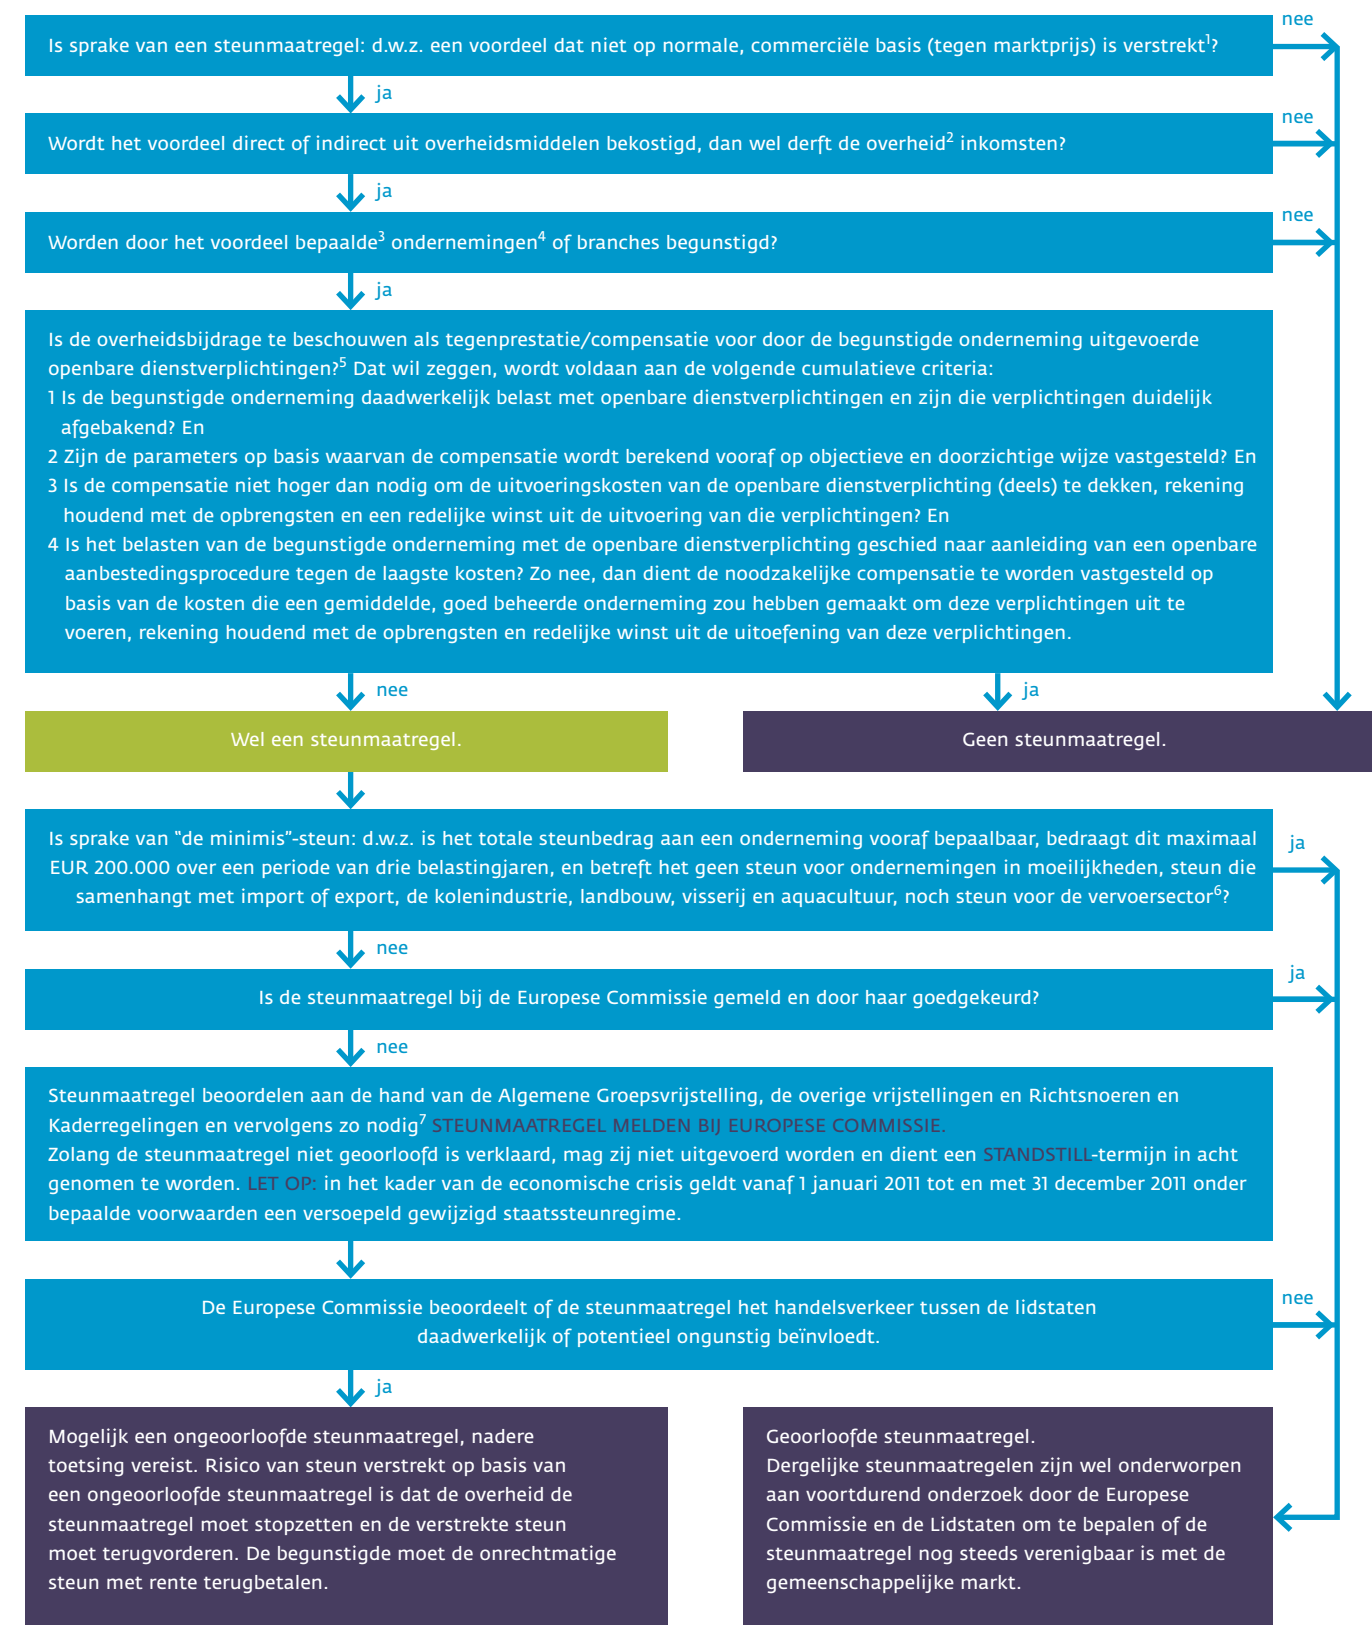 nee
Is sprake van een steunmaatregel: d.w.z. een voordeel dat niet op normale, commerciële basis (tegen marktprijs) is verstrekt¹?
ja
nee
Wordt het voordeel direct of indirect uit overheidsmiddelen bekostigd, dan wel derft de overheid² inkomsten?
ja
nee
Worden door het voordeel bepaalde³ ondernemingen⁴ of branches begunstigd?
ja
Is de overheidsbijdrage te beschouwen als tegenprestatie/compensatie voor door de begunstigde onderneming uitgevoerde
openbare dienstverplichtingen?⁵ Dat wil zeggen, wordt voldaan aan de volgende cumulatieve criteria:
1 Is de begunstigde onderneming daadwerkelijk belast met openbare dienstverplichtingen en zijn die verplichtingen duidelijk
afgebakend? En
2 Zijn de parameters op basis waarvan de compensatie wordt berekend vooraf op objectieve en doorzichtige wijze vastgesteld? En
3 Is de compensatie niet hoger dan nodig om de uitvoeringskosten van de openbare dienstverplichting (deels) te dekken, rekening
houdend met de opbrengsten en een redelijke winst uit de uitvoering van die verplichtingen? En
4 Is het belasten van de begunstigde onderneming met de openbare dienstverplichting geschied naar aanleiding van een openbare
aanbestedingsprocedure tegen de laagste kosten? Zo nee, dan dient de noodzakelijke compensatie te worden vastgesteld op
basis van de kosten die een gemiddelde, goed beheerde onderneming zou hebben gemaakt om deze verplichtingen uit te
voeren, rekening houdend met de opbrengsten en redelijke winst uit de uitoefening van deze verplichtingen.
nee
ja
Wel een steunmaatregel.
Geen steunmaatregel.
Is sprake van “de minimis”-steun: d.w.z. is het totale steunbedrag aan een onderneming vooraf bepaalbaar, bedraagt dit maximaal
EUR 200.000 over een periode van drie belastingjaren, en betreft het geen steun voor ondernemingen in moeilijkheden, steun die
samenhangt met import of export, de kolenindustrie, landbouw, visserij en aquacultuur, noch steun voor de vervoersector⁶?
ja
nee
Is de steunmaatregel bij de Europese Commissie gemeld en door haar goedgekeurd?
ja
nee
Steunmaatregel beoordelen aan de hand van de Algemene Groepsvrijstelling, de overige vrijstellingen en Richtsnoeren en
Kaderregelingen en vervolgens zo nodig⁷ STEUNMAATREGEL MELDEN BIJ EUROPESE COMMISSIE.
Zolang de steunmaatregel niet geoorloofd is verklaard, mag zij niet uitgevoerd worden en dient een STANDSTILL-termijn in acht
genomen te worden. LET OP: in het kader van de economische crisis geldt vanaf 1 januari 2011 tot en met 31 december 2011 onder
bepaalde voorwaarden een versoepeld gewijzigd staatssteunregime.
De Europese Commissie beoordeelt of de steunmaatregel het handelsverkeer tussen de lidstaten
daadwerkelijk of potentieel ongunstig beïnvloedt.
nee
ja
Mogelijk een ongeoorloofde steunmaatregel, nadere
toetsing vereist. Risico van steun verstrekt op basis van
een ongeoorloofde steunmaatregel is dat de overheid de
steunmaatregel moet stopzetten en de verstrekte steun
moet terugvorderen. De begunstigde moet de onrechtmatige
steun met rente terugbetalen.
Geoorloofde steunmaatregel.
Dergelijke steunmaatregelen zijn wel onderworpen
aan voortdurend onderzoek door de Europese
Commissie en de Lidstaten om te bepalen of de
steunmaatregel nog steeds verenigbaar is met de
gemeenschappelijke markt.